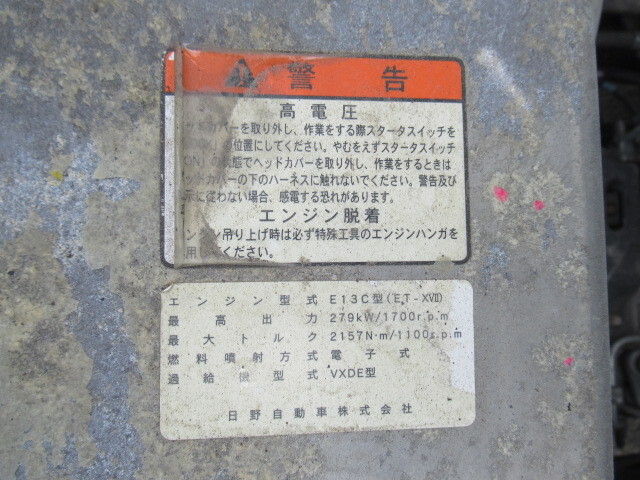 警告
高電圧
ッドカバーを取り外し、作業をする際スタータスイッチを
の位置にしてください。やむをえずスタータスイッチ
の状態でヘッドカバーを取り外し、作業をするときは
ッドカバーの下のハーネスに触れないでください。警告及び
示に従わない場合、感電する恐れがあります。
エンジン脱着
ンジン吊り上げ時は必ず特殊工具のエンジンハンガを
用してください。
エンジン型式 E13C型(ET-XVII)
最高出力 279kW/1700r.p.m
最大トルク 2157N·m/1100r.p.m
燃料噴射方式 電子式
過給機型式 VXDE型
日野自動車株式会社